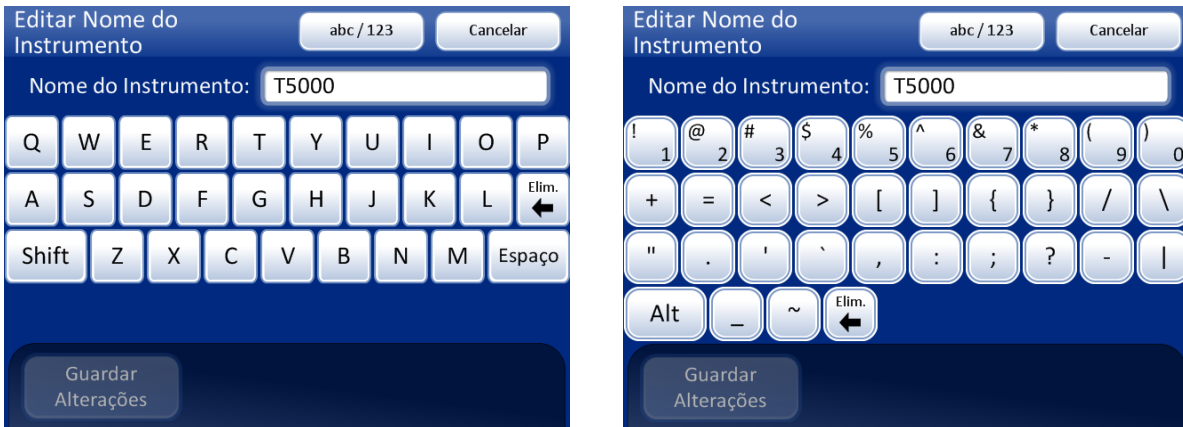 Editar Nome do
Instrumento
abc / 123
Cancelar
Nome do Instrumento: T5000
Q W E R T Y U I O P
A S D F G H J K L Elim.
Shift Z X C V B N M Espaço
Guardar
Alterações
Editar Nome do
Instrumento
abc / 123
Cancelar
Nome do Instrumento: T5000
! 1 @ 2 # 3 $ 4 % 5 ^ 6 & 7 * 8 ( 9 ) 0
+ = < > [ ] { } / \
" . ' ` , : ; ? - |
Alt _ ~ Elim.
Guardar
Alterações